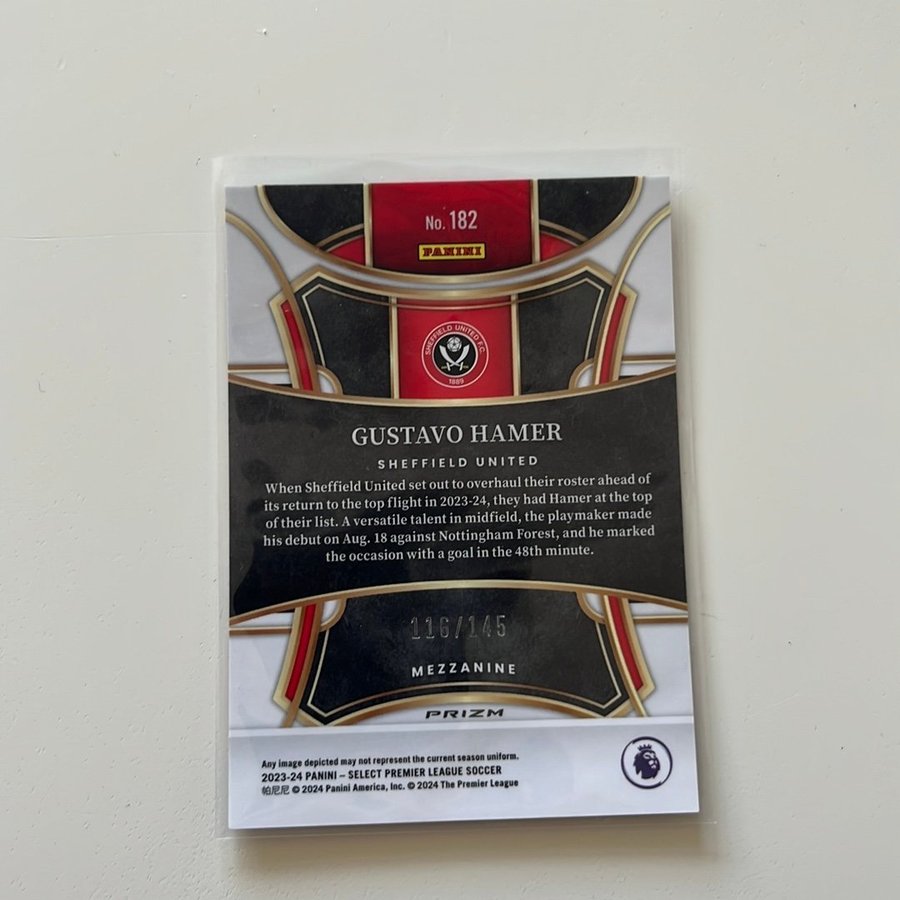 No. 182
PANINI
SHEFFIELD UNITED F.C.
1889
GUSTAVO HAMER
SHEFFIELD UNITED
When Sheffield United set out to overhaul their roster ahead of
its return to the top flight in 2023-24, they had Hamer at the top
of their list. A versatile talent in midfield, the playmaker made
his debut on Aug. 18 against Nottingham Forest, and he marked
the occasion with a goal in the 48th minute.
116/145
MEZZANINE
PRIZM
Any image depicted may not represent the current season uniform.
2023-24 PANINI – SELECT PREMIER LEAGUE SOCCER
帕尼尼 © 2024 Panini America, Inc. © 2024 The Premier League